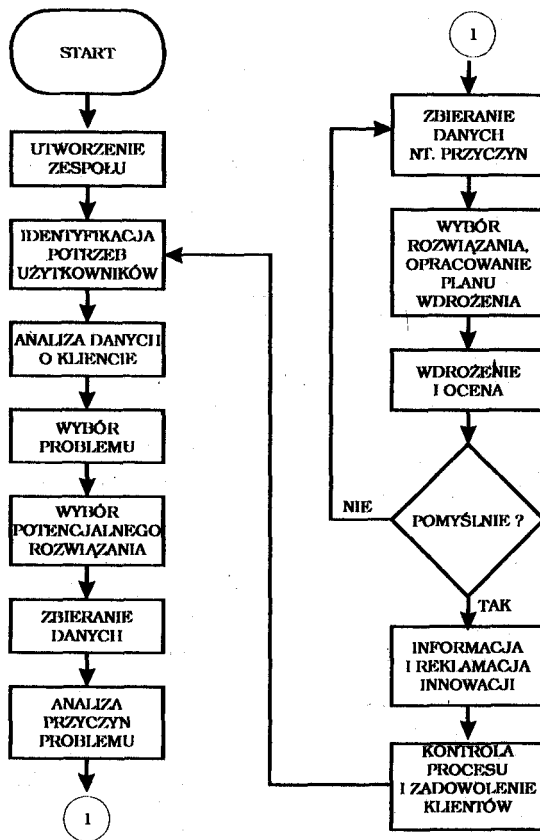 START
UTWORZENIE
ZESPOŁU
IDENTYFIKACJA
POTRZEB
UŻYTKOWNIKÓW
ANALIZA DANYCH
O KLIENCIE
WYBÓR
PROBLEMU
WYBÓR
POTENCJALNEGO
ROZWIĄZANIA
ZBIERANIE
DANYCH
ANALIZA
PRZYCZYN
PROBLEMU
1
1
ZBIERANIE
DANYCH
NT. PRZYCZYN
WYBÓR
ROZWIĄZANIA,
OPRACOWANIE
PLANU
WDROŻENIA
WDROŻENIE
I OCENA
POMYŚLNIE ?
NIE
TAK
INFORMACJA
I REKLAMACJA
INNOWACJI
KONTROLA
PROCESU
I ZADOWOLENIE
KLIENTÓW